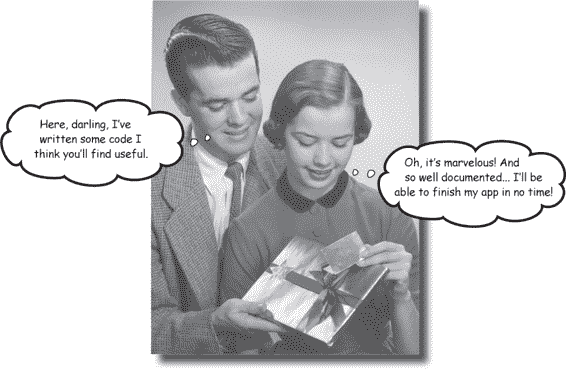 Here, darling, I've
written some code I
think you'll find useful.
Oh, it's marvelous! And
so well documented... I'll be
able to finish my app in no time!